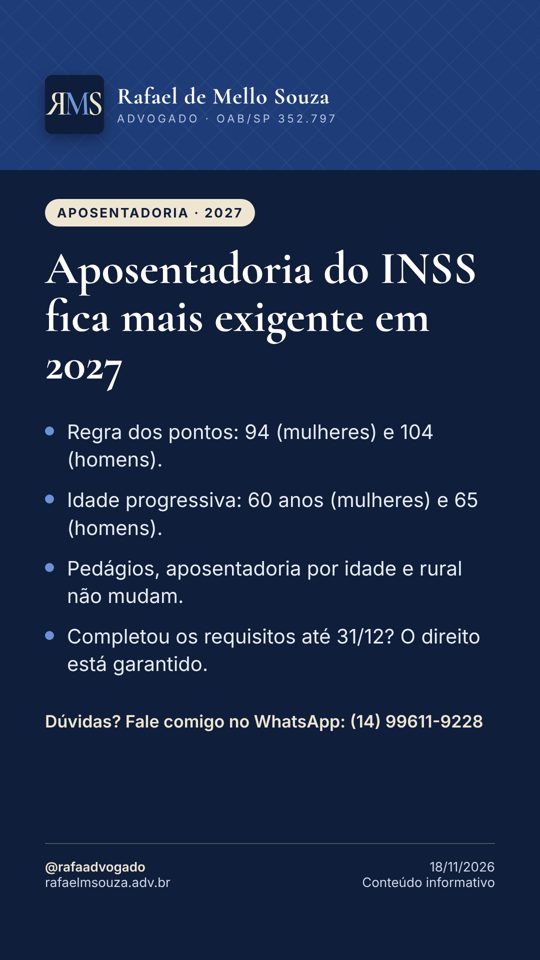 RMS
Rafael de Mello Souza
ADVOGADO · OAB/SP 352.797
APOSENTADORIA · 2027
Aposentadoria do INSS
fica mais exigente em
2027
Regra dos pontos: 94 (mulheres) e 104
(homens).
Idade progressiva: 60 anos (mulheres) e 65
(homens).
Pedágios, aposentadoria por idade e rural
não mudam.
Completou os requisitos até 31/12? O direito
está garantido.
Dúvidas? Fale comigo no WhatsApp: (14) 99611-9228
@rafaadvogado
rafaelmsouza.adv.br
18/11/2026
Conteúdo informativo